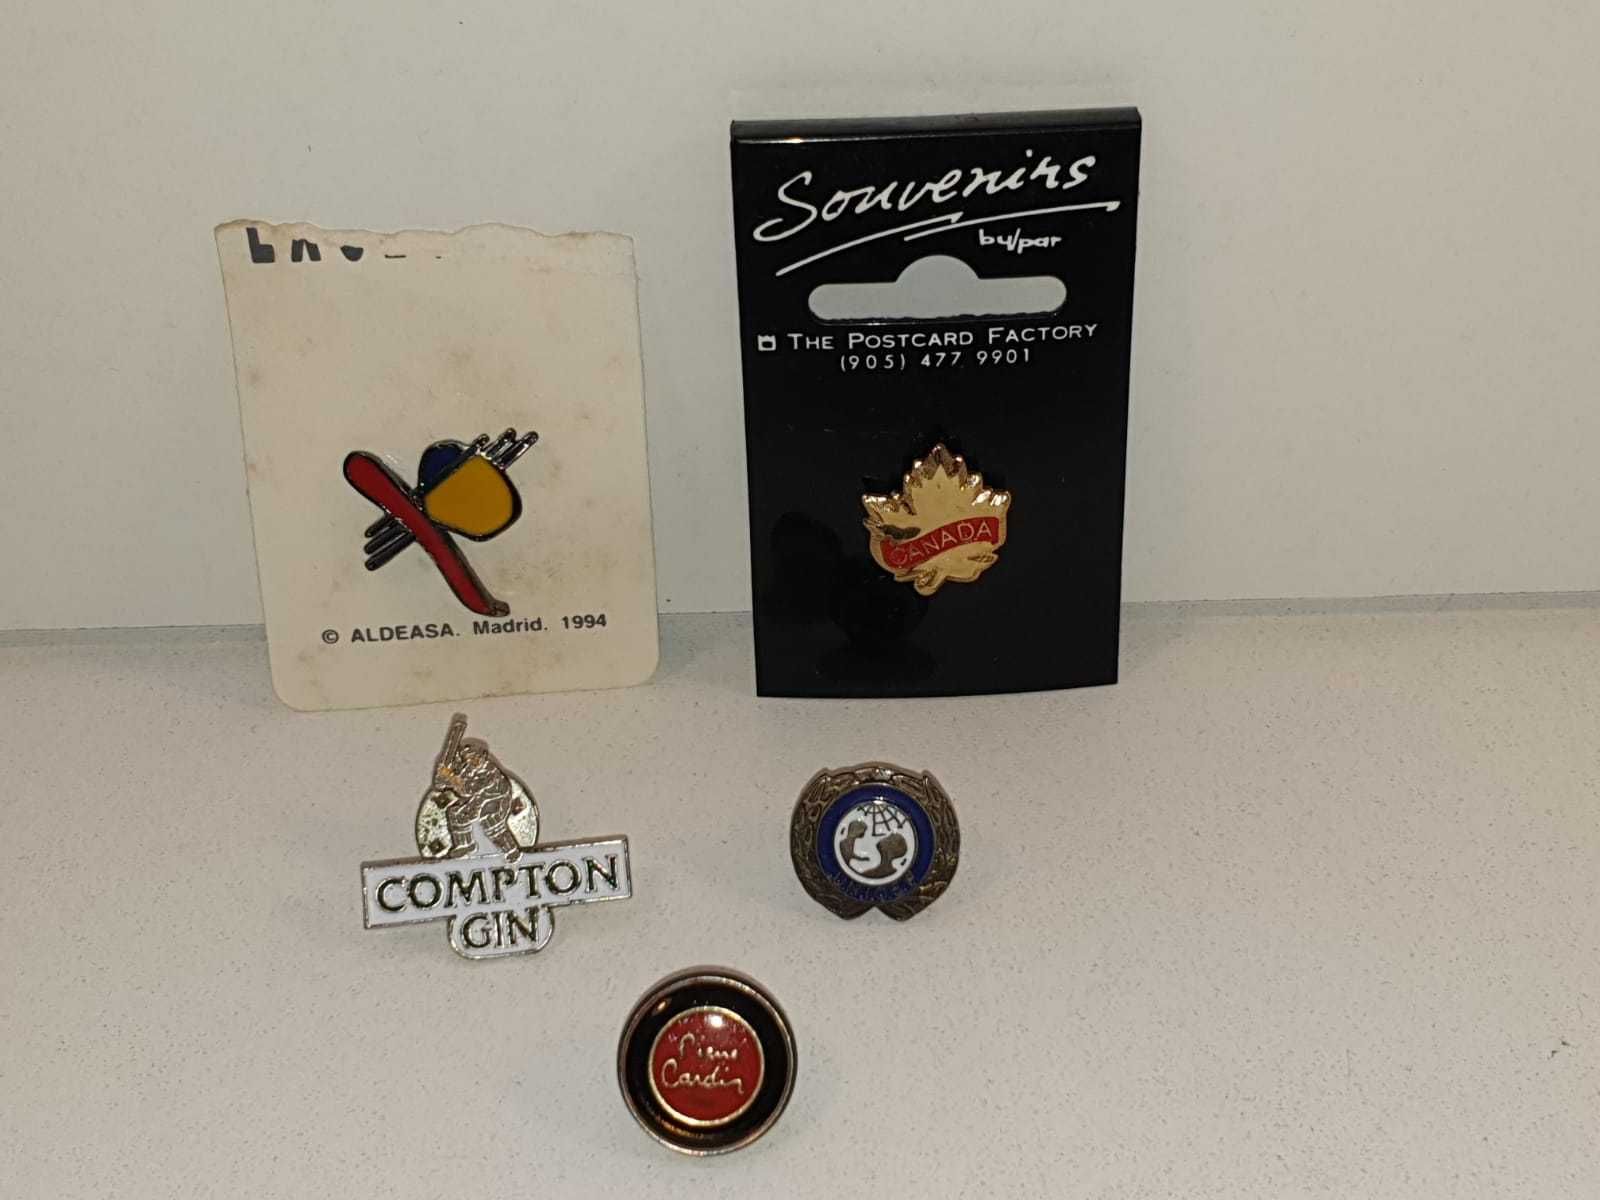 Souvenirs
by/par
THE POSTCARD FACTORY
(905) 477 9901
CANADA
© ALDEASA. Madrid. 1994
COMPTON
GIN
Pierre
Cardin